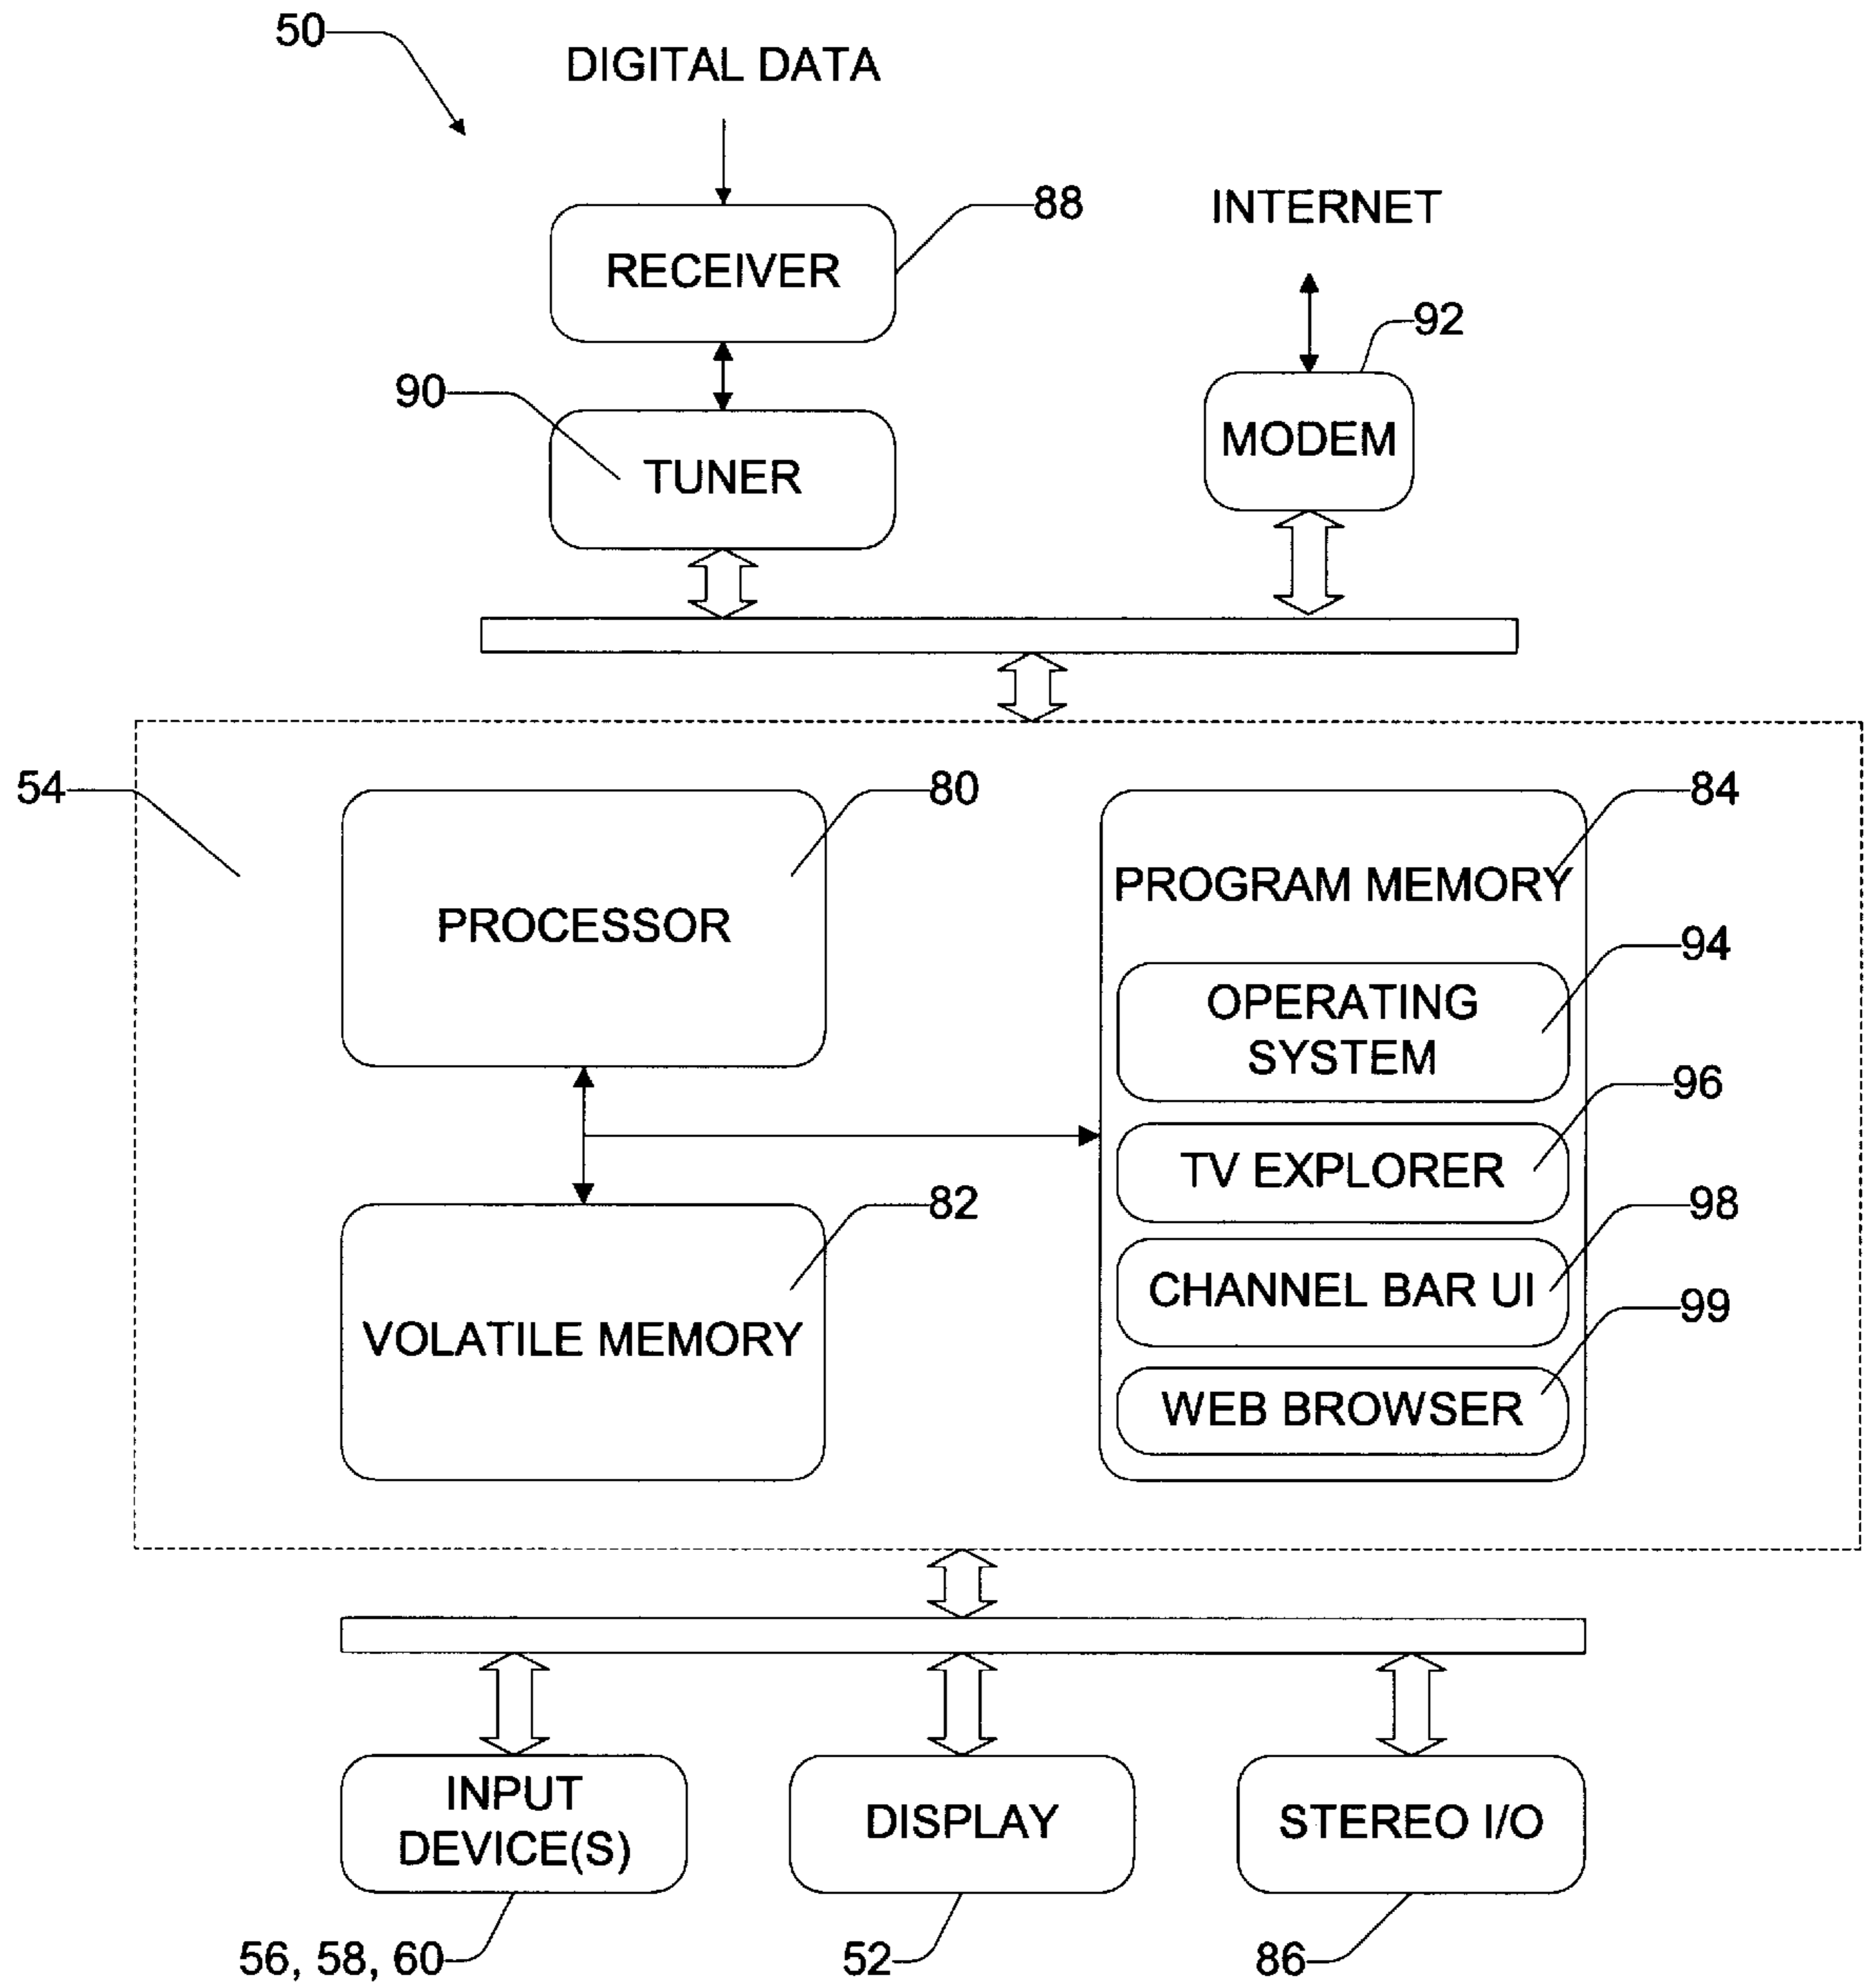 50
DIGITAL DATA
88
INTERNET
RECEIVER
92
90
MODEM
TUNER
54
80
84
PROGRAM MEMORY
PROCESSOR
94
OPERATING
SYSTEM
96
TV EXPLORER
82
98
CHANNEL BAR UI
99
VOLATILE MEMORY
WEB BROWSER
INPUT
DEVICE(S)
DISPLAY
STEREO I/O
56, 58, 60
52
86